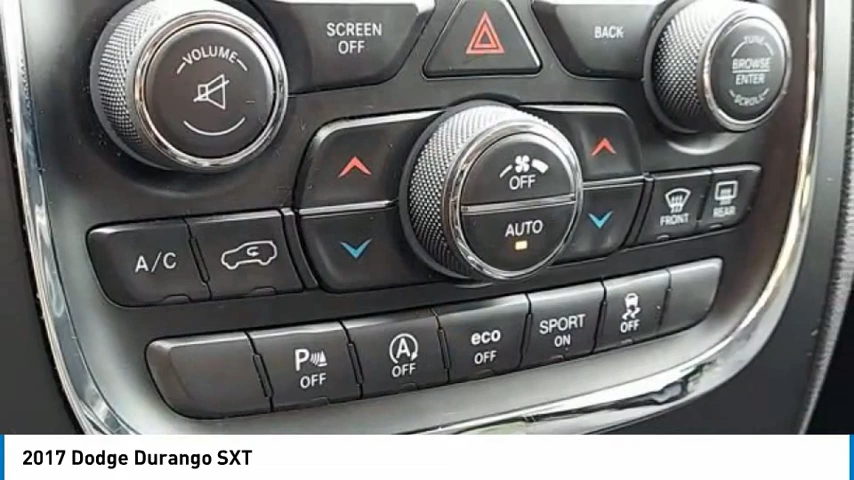 VOLUME
SCREEN
OFF
BACK
TUNE
BROWSE
ENTER
SCROLL
OFF
AUTO
A/C
FRONT
REAR
P
OFF
A
OFF
eco
OFF
SPORT
ON
OFF
2017 Dodge Durango SXT